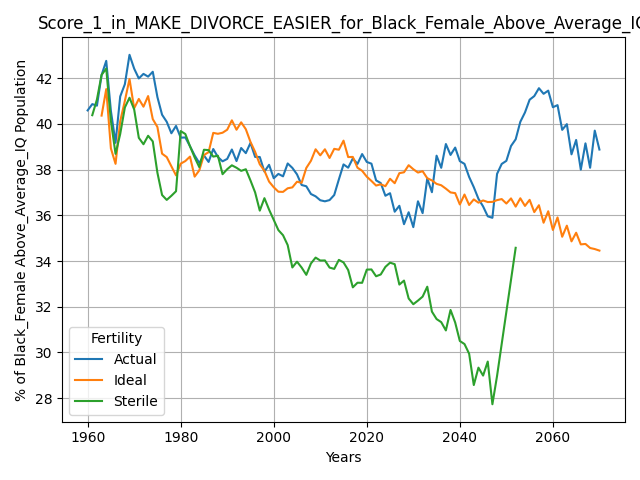 Score_1_in_MAKE_DIVORCE_EASIER_for_Black_Female_Above_Average_IQ
% of Black_Female Above_Average_IQ Population
42
40
38
36
34
32
30
28
Fertility
Actual
Ideal
Sterile
1960 1980 2000 2020 2040 2060
Years